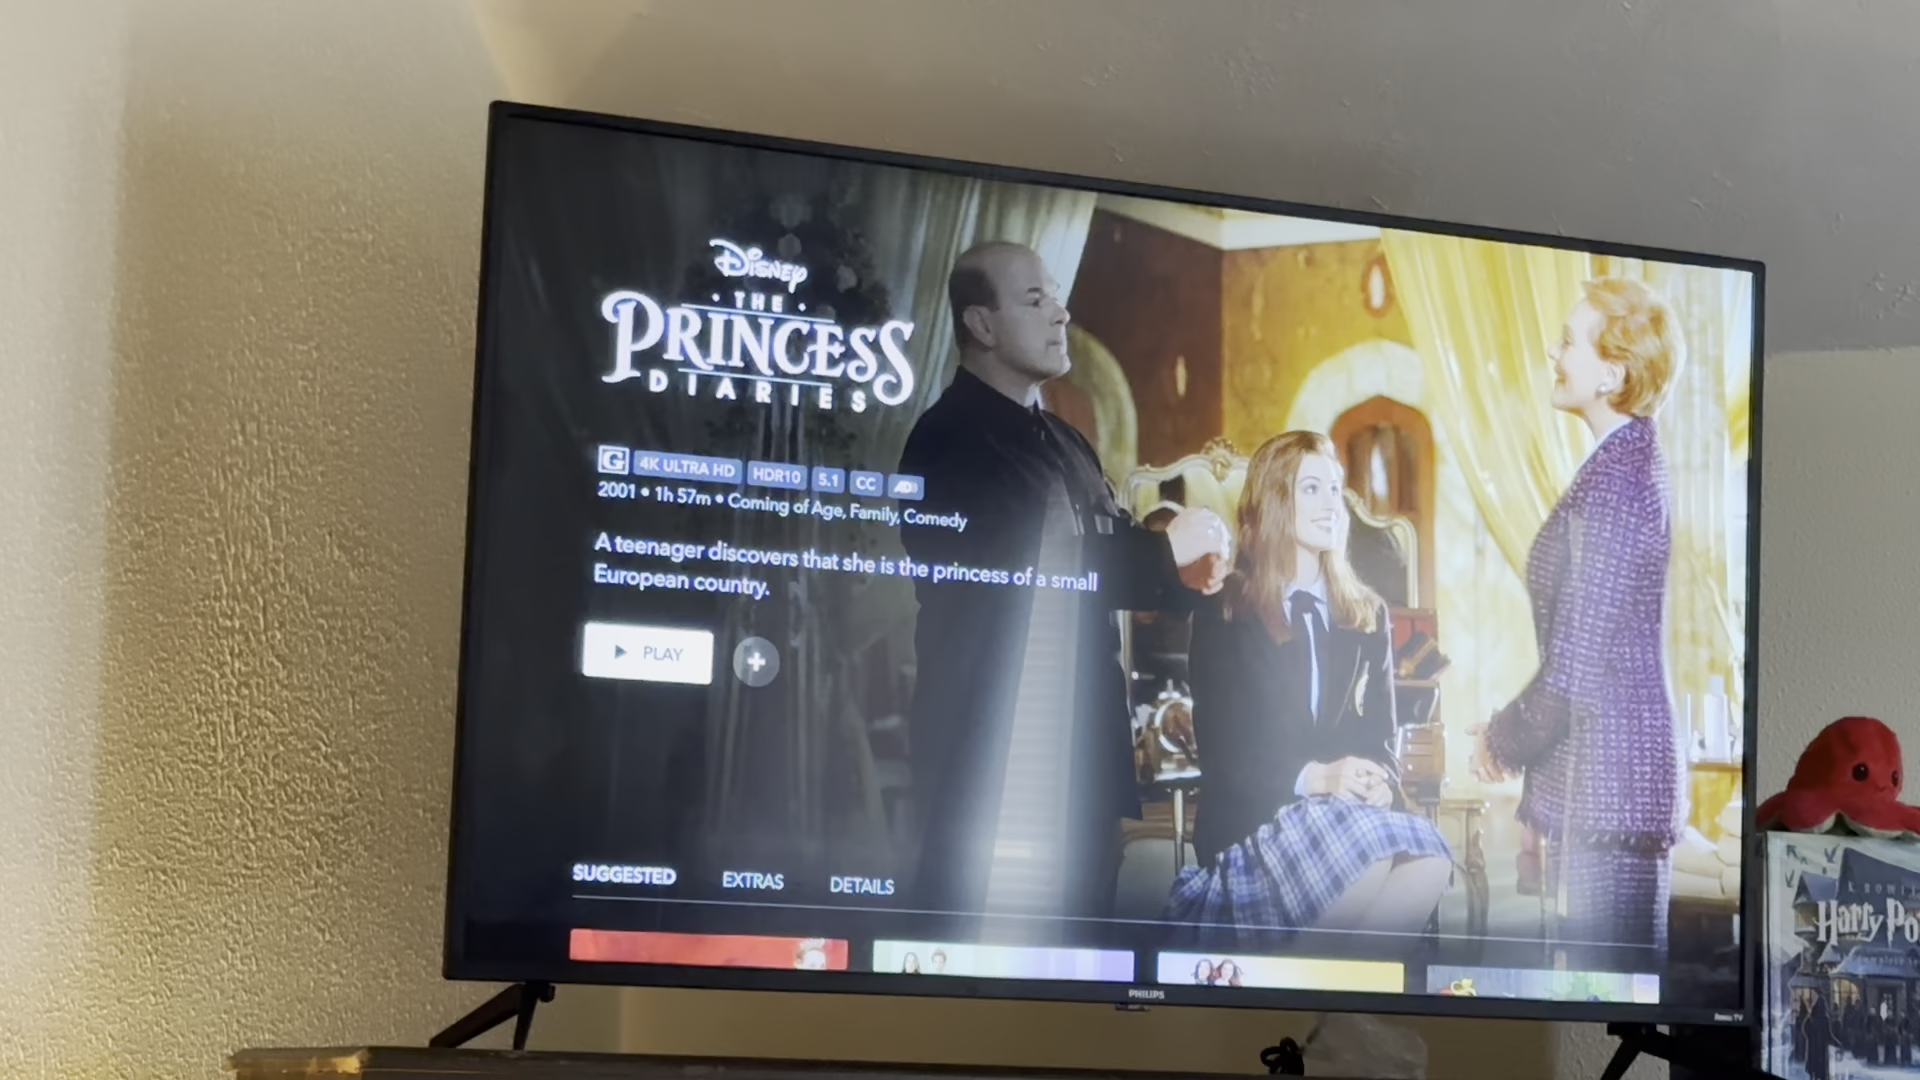 Disney
• THE •
PRINCESS
DIARIES
G 4K ULTRA HD HDR10 5.1 CC AD
2001 • 1h 57m • Coming of Age, Family, Comedy
A teenager discovers that she is the princess of a small
European country.
PLAY
SUGGESTED EXTRAS DETAILS
PHILIPS
Roku TV
Harry Po